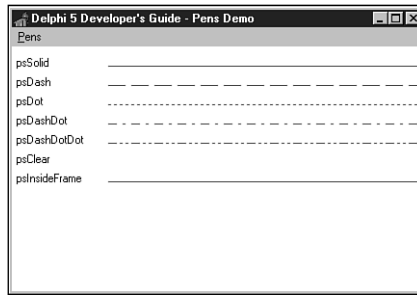 Delphi 5 Developer's Guide - Pens Demo
Pens
psSolid
psDash
psDot
psDashDot
psDashDotDot
psClear
psInsideFrame